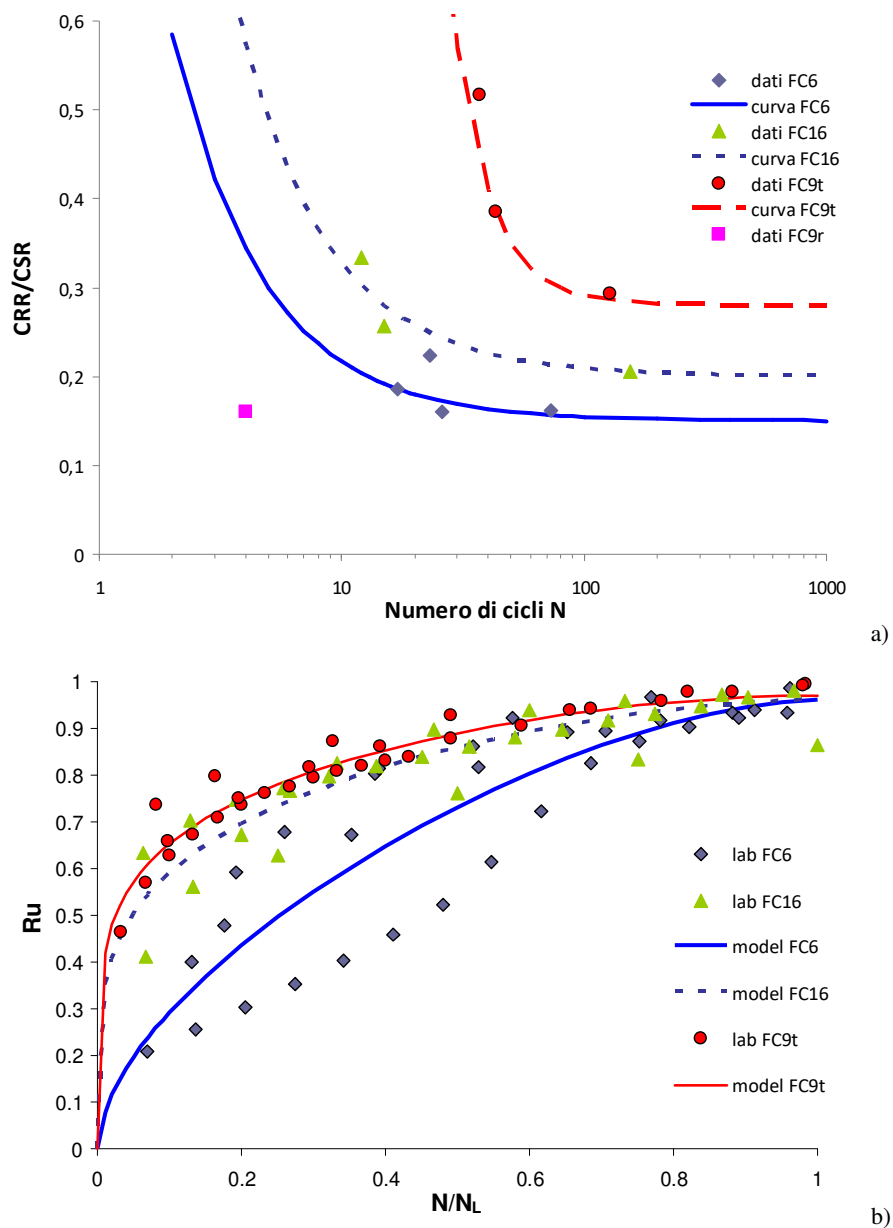 0,6
0,5
0,4
0,3
0,2
0,1
0
CRR/CSR
1
10
100
1000
Numero di cicli N
dati FC6
curva FC6
dati FC16
curva FC16
dati FC9t
curva FC9t
dati FC9r
a)
1
0.9
0.8
0.7
0.6
0.5
0.4
0.3
0.2
0.1
0
Ru
0
0.2
0.4
0.6
0.8
1
N/NL
lab FC6
lab FC16
model FC6
model FC16
lab FC9t
model FC9t
b)